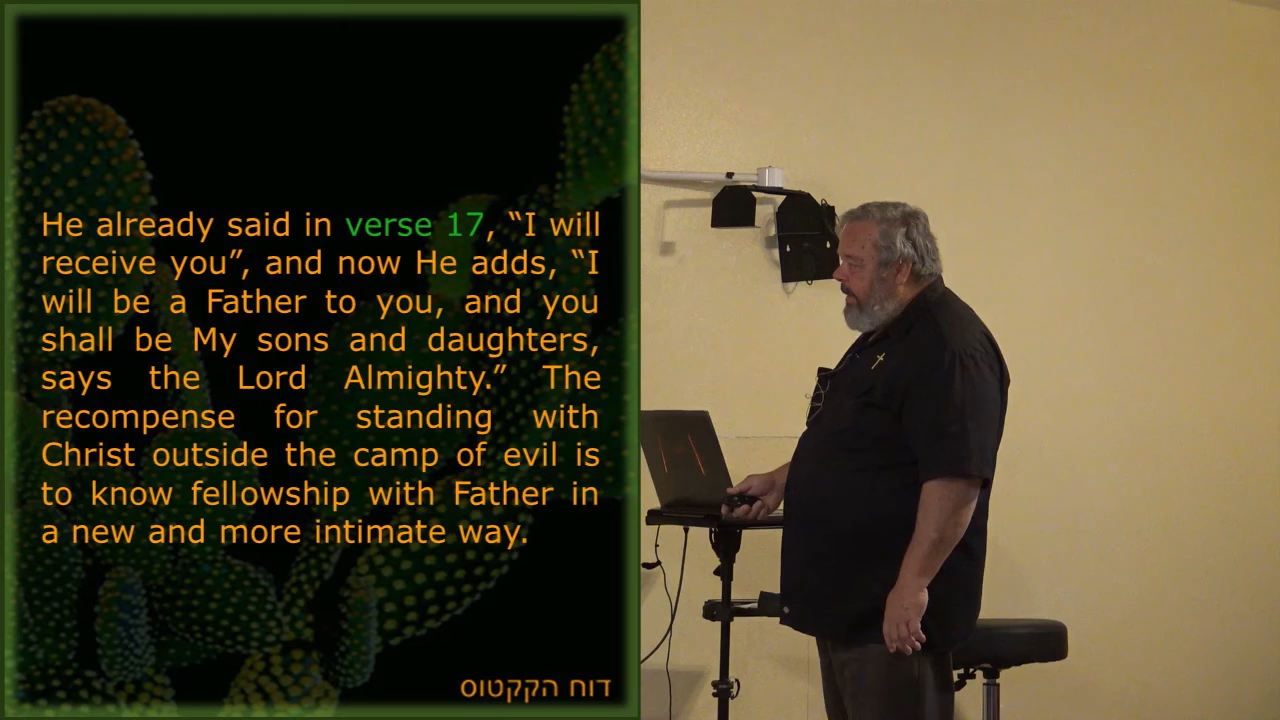 He already said in verse 17, “I will
receive you”, and now He adds, “I
will be a Father to you, and you
shall be My sons and daughters,
says the Lord Almighty.” The
recompense for standing with
Christ outside the camp of evil is
to know fellowship with Father in
a new and more intimate way.
דוח הקקטוס